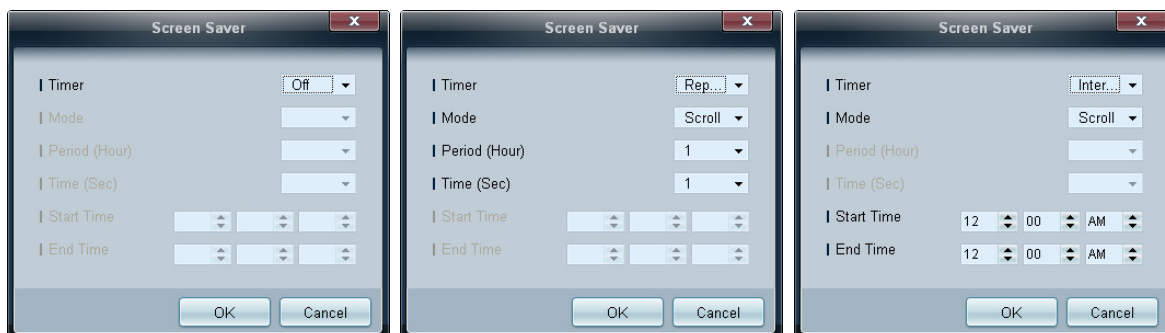 Screen Saver
Timer Off
Mode
Period (Hour)
Time (Sec)
Start Time
End Time
OK Cancel
Screen Saver
Timer Rep...
Mode Scroll
Period (Hour) 1
Time (Sec) 1
Start Time
End Time
OK Cancel
Screen Saver
Timer Inter...
Mode Scroll
Period (Hour)
Time (Sec)
Start Time 12 00 AM
End Time 12 00 AM
OK Cancel